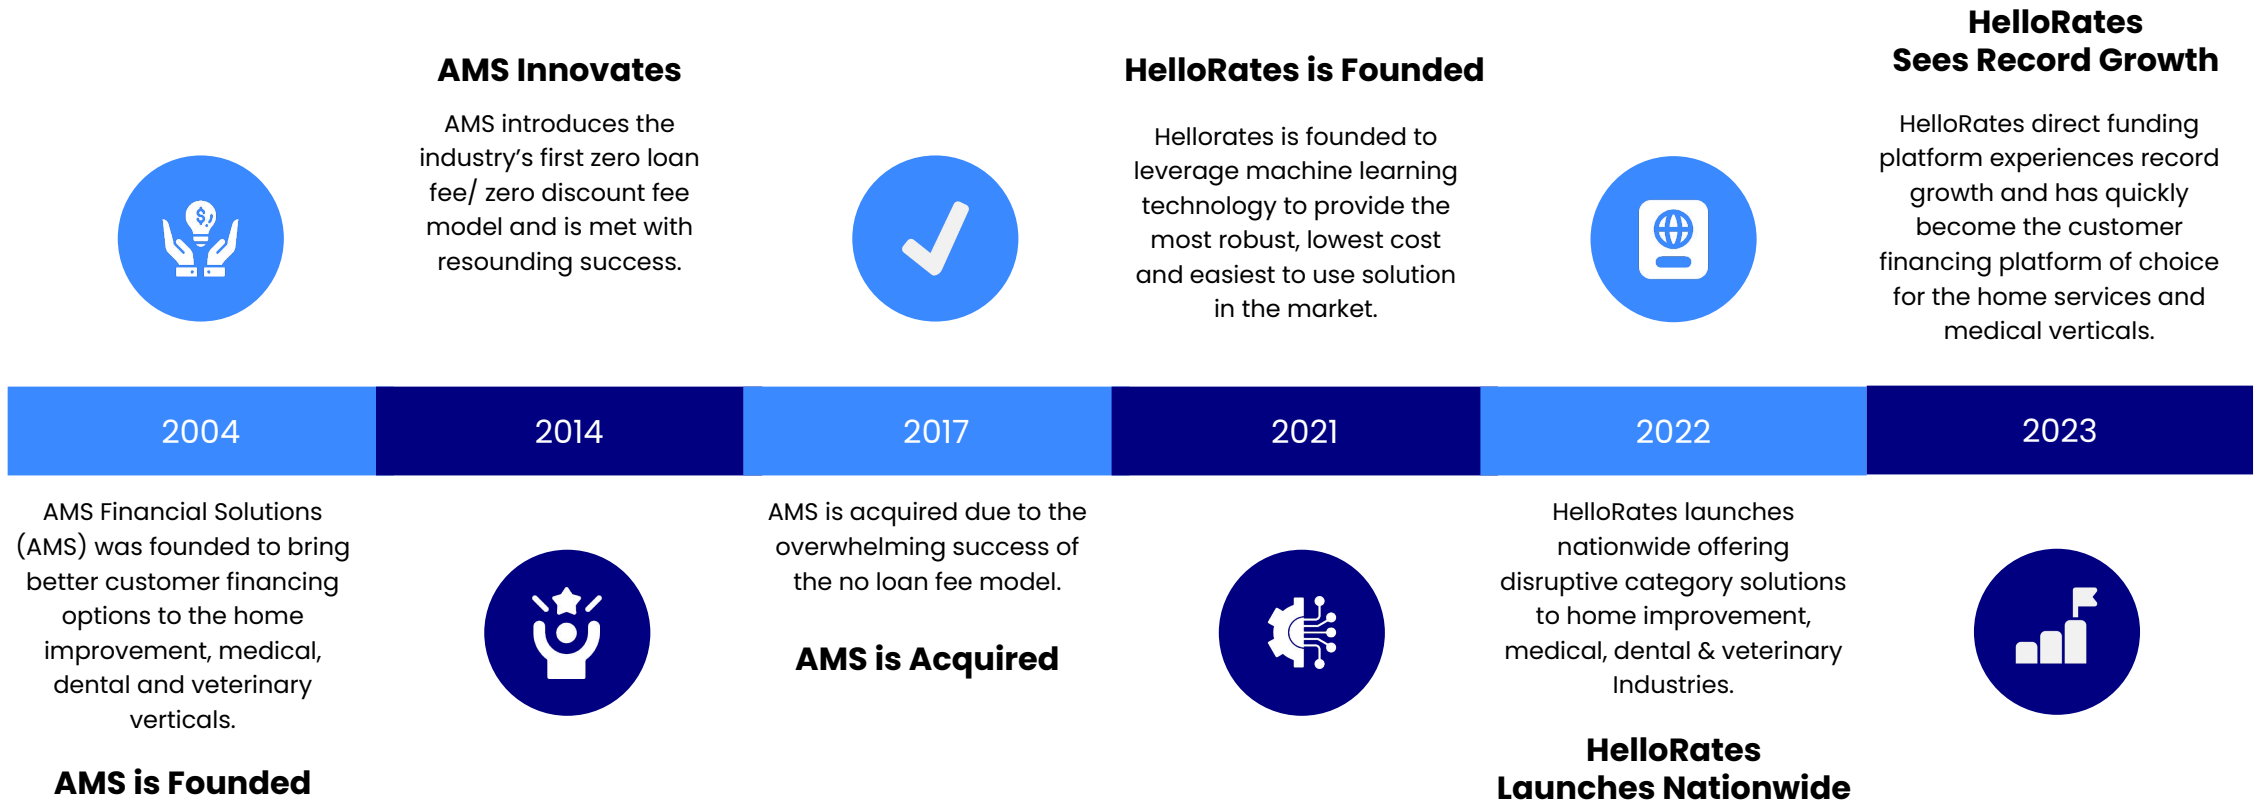 AMS Innovates
AMS introduces the
industry's first zero loan
fee/ zero discount fee
model and is met with
resounding success.
HelloRates is Founded
Hellorates is founded to
leverage machine learning
technology to provide the
most robust, lowest cost
and easiest to use solution
in the market.
HelloRates
Sees Record Growth
HelloRates direct funding
platform experiences record
growth and has quickly
become the customer
financing platform of choice
for the home services and
medical verticals.
$
2004
2014
2017
2021
2022
2023
AMS Financial Solutions
(AMS) was founded to bring
better customer financing
options to the home
improvement, medical,
dental and veterinary
verticals.
AMS is Founded
AMS is acquired due to the
overwhelming success of
the no loan fee model.
AMS is Acquired
HelloRates launches
nationwide offering
disruptive category solutions
to home improvement,
medical, dental & veterinary
Industries.
HelloRates
Launches Nationwide